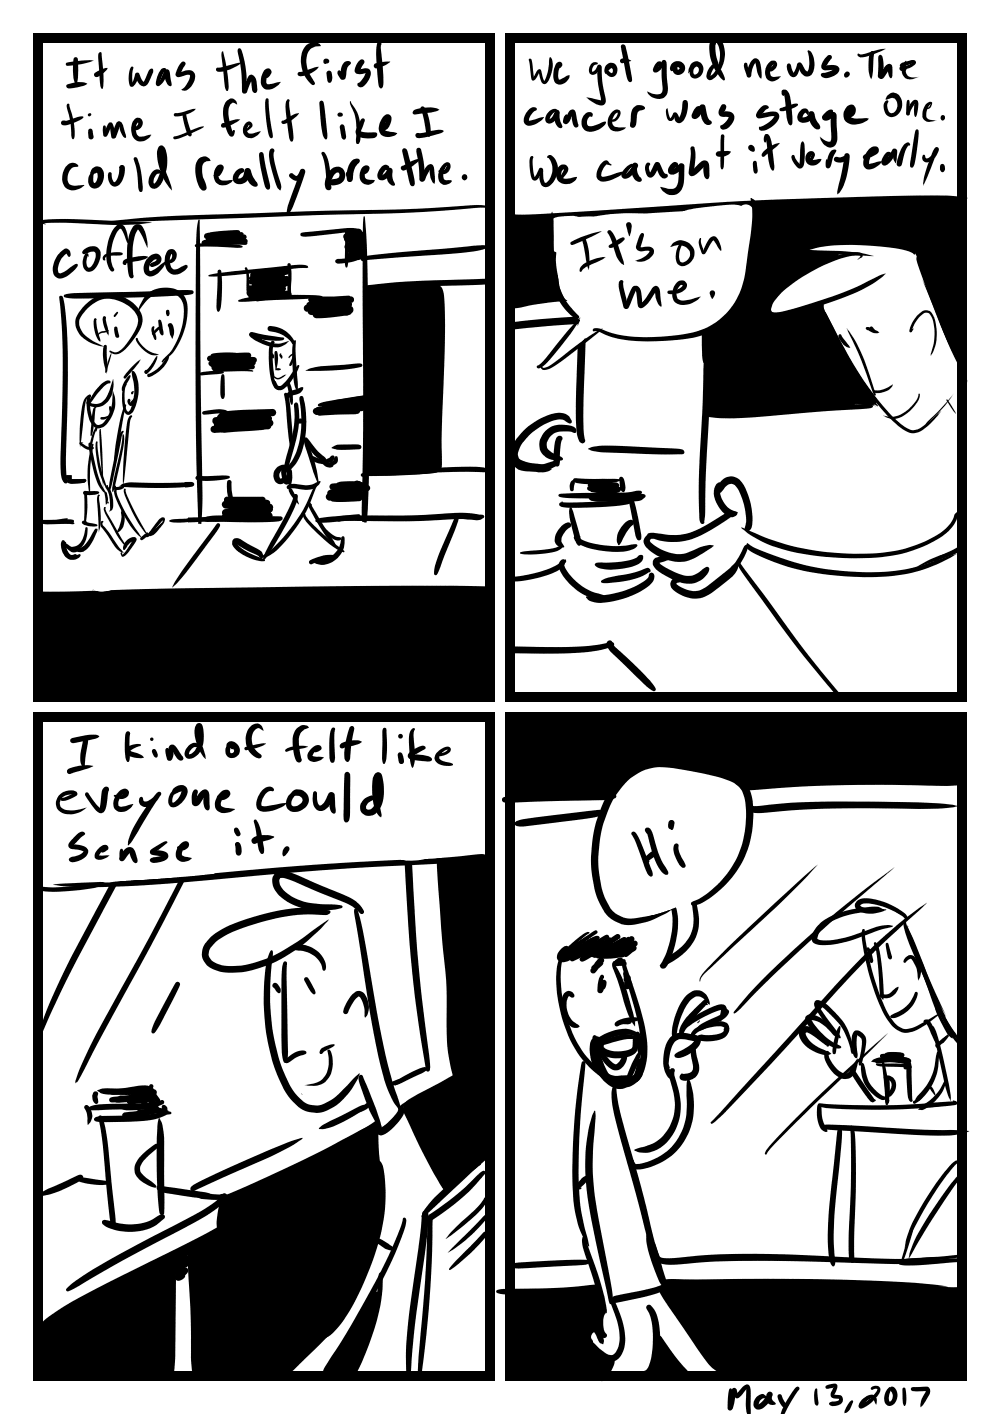 It was the first
time I felt like I
could really breathe.
coffee
Hi
Hi
We got good news. The
cancer was stage one.
We caught it very early.
It's on
me.
I kind of felt like
eveyone could
sense it.
Hi
May 13, 2017